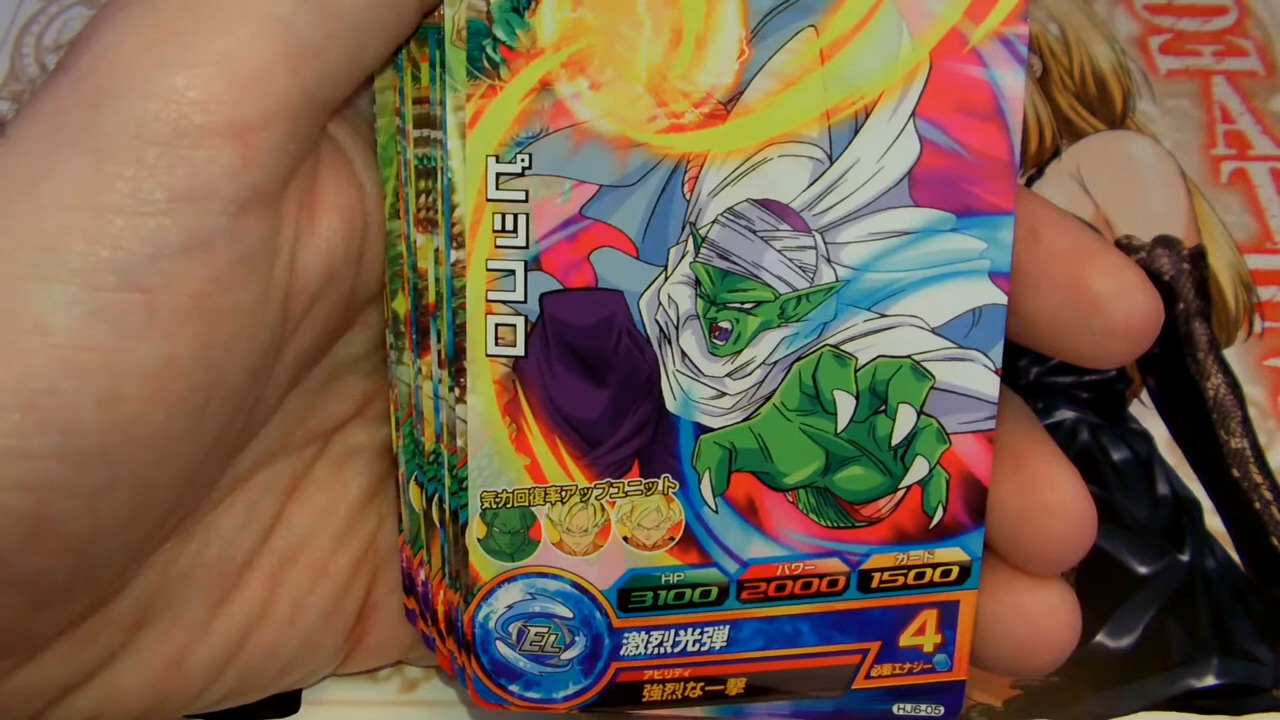 ピッコロ
気力回復率アップユニット
HP
3100
パワー
2000
ガード
1500
EL
激烈光弾
4
必要エナジー
アビリティ
強烈な一撃
HJ6-05